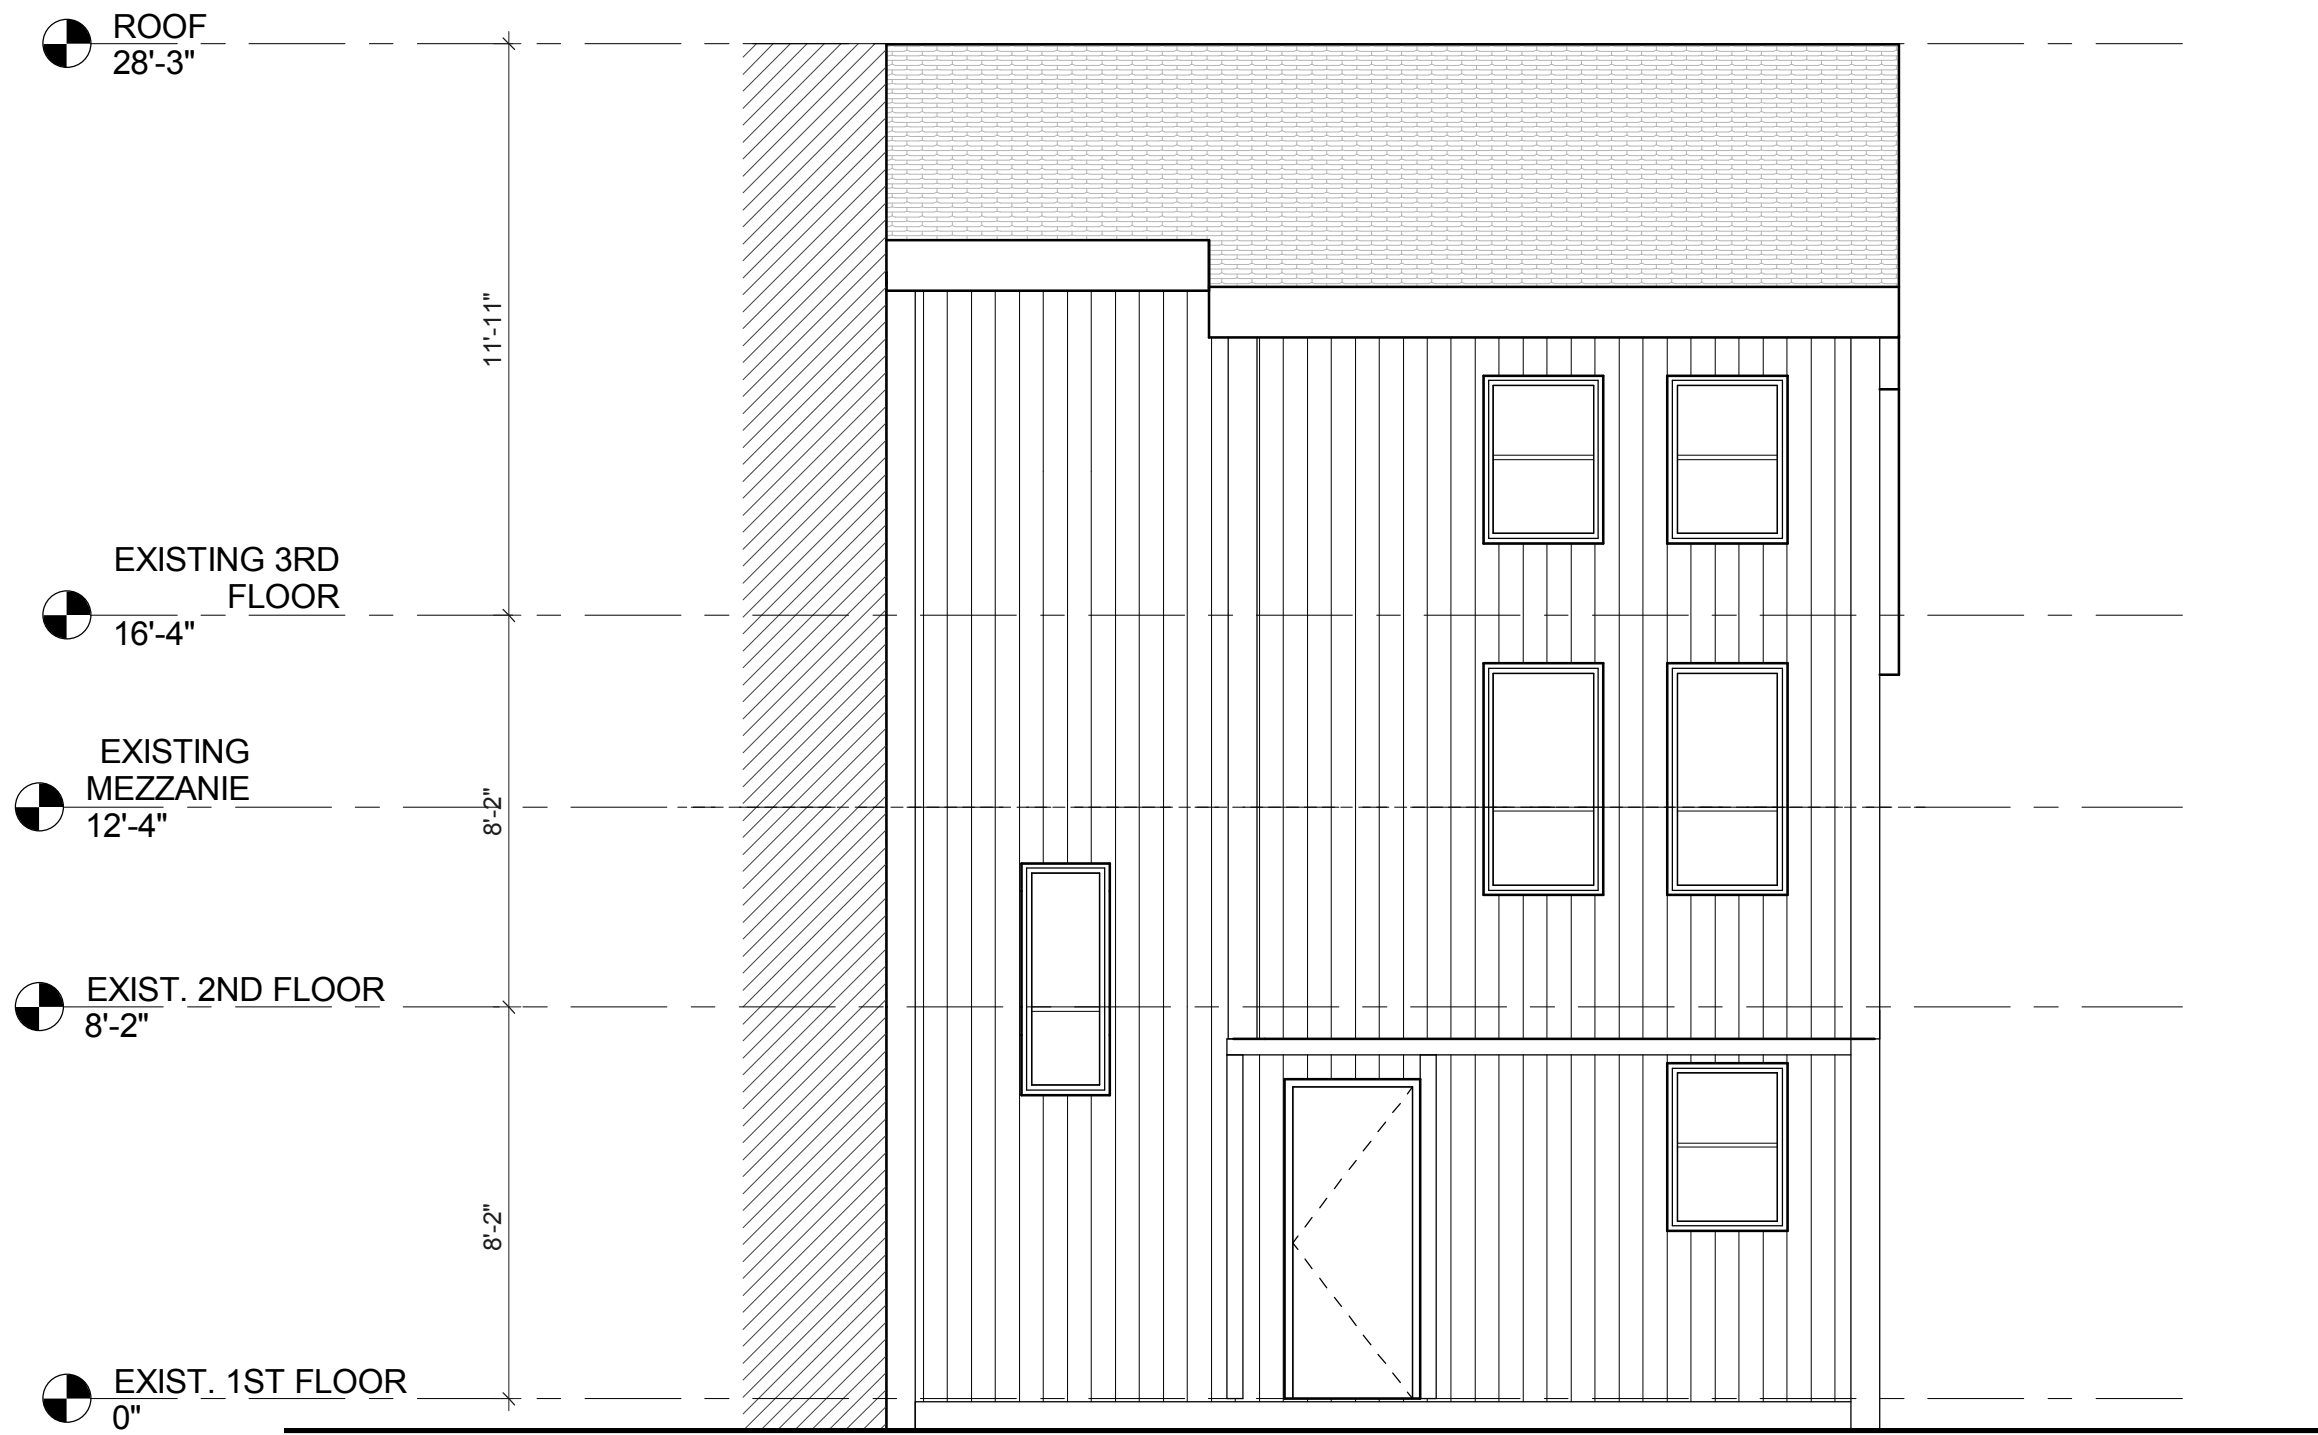 ROOF
28'-3"
11'-11"
EXISTING 3RD
FLOOR
16'-4"
EXISTING
MEZZANIE
12'-4"
8'-2"
EXIST. 2ND FLOOR
8'-2"
8'-2"
EXIST. 1ST FLOOR
0"